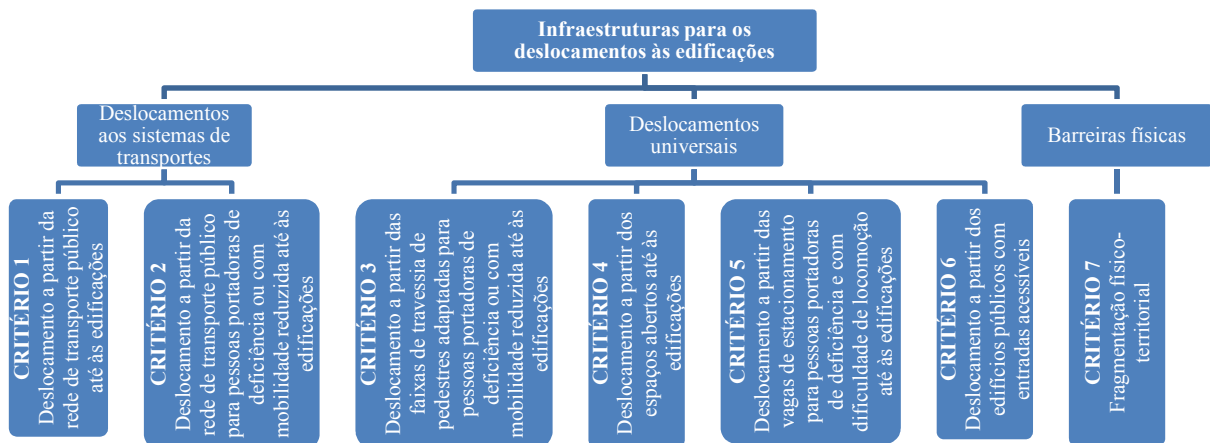 Infraestruturas para os
deslocamentos às edificações
Deslocamentos
aos sistemas de
transportes
Deslocamentos
universais
Barreiras físicas
CRITÉRIO 1
Deslocamento a partir da
rede de transporte público
até às edificações
CRITÉRIO 2
Deslocamento a partir da
rede de transporte público
para pessoas portadoras de
deficiência ou com
mobilidade reduzida até às
edificações
CRITÉRIO 3
Deslocamento a partir das
faixas de travessia de
pedestres adaptadas para
pessoas portadoras de
deficiência ou com
mobilidade reduzida até às
edificações
CRITÉRIO 4
Deslocamento a partir dos
espaços abertos até às
edificações
CRITÉRIO 5
Deslocamento a partir das
vagas de estacionamento
para pessoas portadoras
de deficiência e com
dificuldade de locomoção
até às edificações
CRITÉRIO 6
Deslocamento a partir dos
edifícios públicos com
entradas acessíveis
CRITÉRIO 7
Fragmentação físico-
territorial